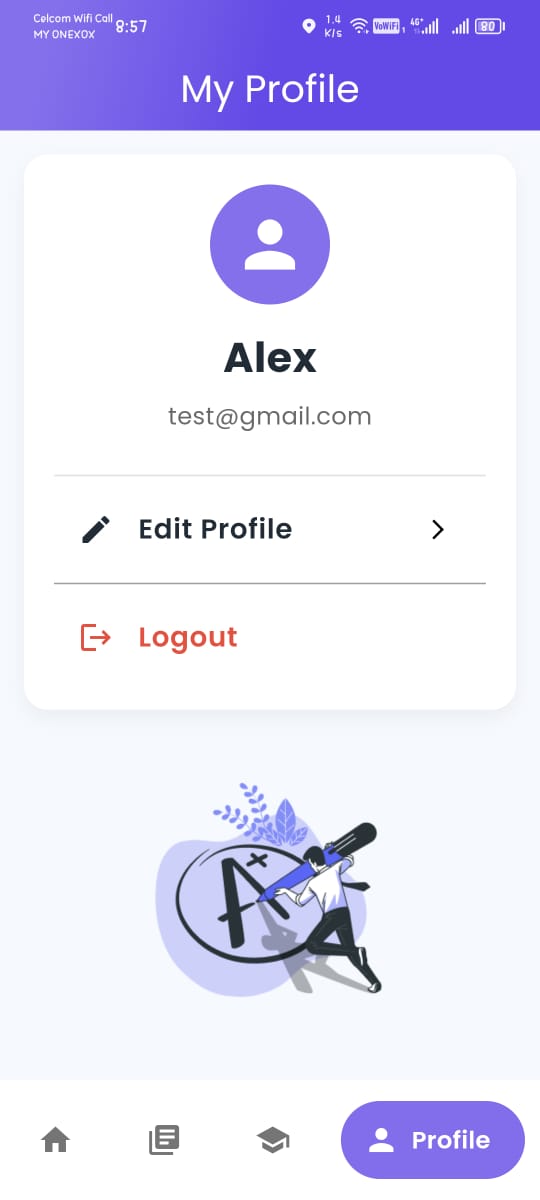 Celcom Wifi Call
MY ONEXOX
8:57
1.4
K/s
VoWiFi
1
4G+
80
My Profile
Alex
test@gmail.com
Edit Profile
Logout
A+
Profile